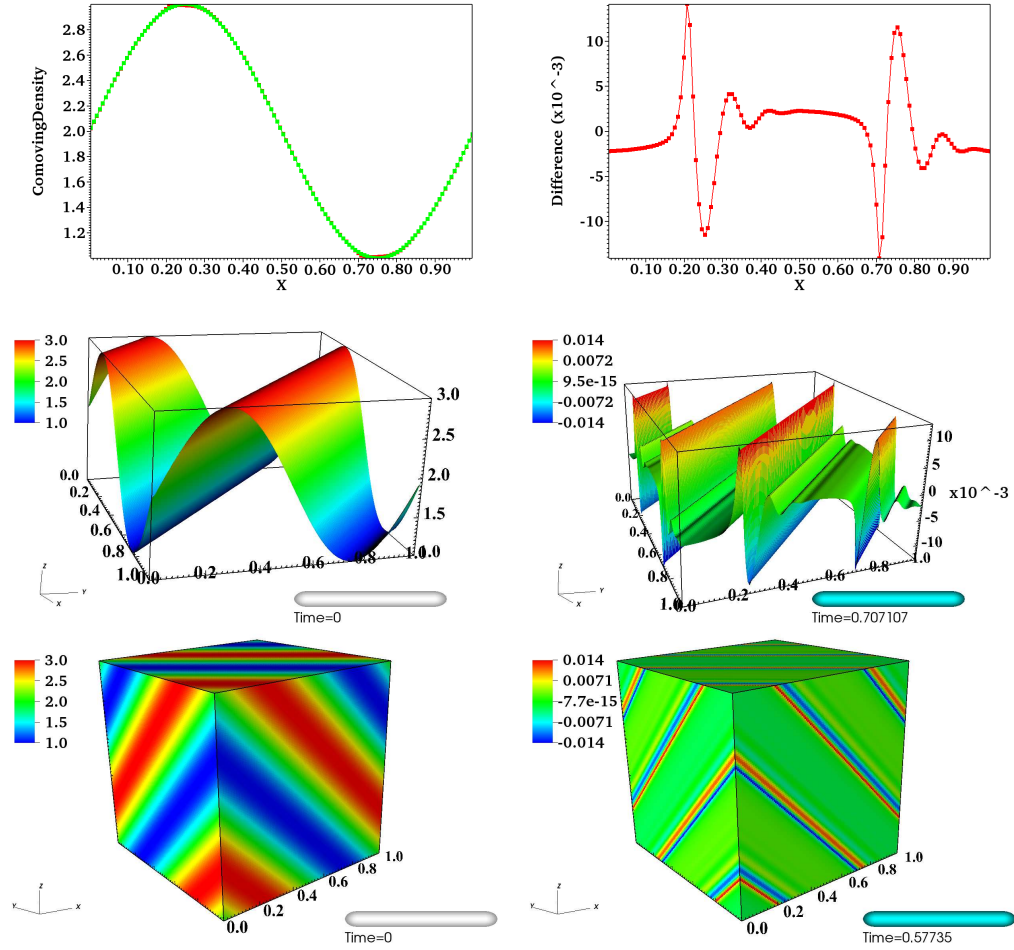 ComovingDensity
2.8
2.6
2.4
2.2
2.0
1.8
1.6
1.4
1.2
0.10 0.20 0.30 0.40 0.50 0.60 0.70 0.80 0.90
X
Difference (x10^-3)
10
5
0
-5
-10
0.10 0.20 0.30 0.40 0.50 0.60 0.70 0.80 0.90
X
3.0
2.5
2.0
1.5
1.0
3.0
2.5
2.0
1.5
1.0
0.0
0.2
0.4
0.6
0.8
1.0
0.0 0.2 0.4 0.6 0.8 1.0
z
y
x
Time=0
0.014
0.0072
9.5e-15
-0.0072
-0.014
10
5
0
-5
-10
x10^-3
0.0
0.2
0.4
0.6
0.8
1.0
0.0 0.2 0.4 0.6 0.8 1.0
z
y
x
Time=0.707107
3.0
2.5
2.0
1.5
1.0
0.0 0.2 0.4 0.6 0.8 1.0
z
y
x
Time=0
0.014
0.0071
-7.7e-15
-0.0071
-0.014
0.0 0.2 0.4 0.6 0.8 1.0
z
y
x
Time=0.57735